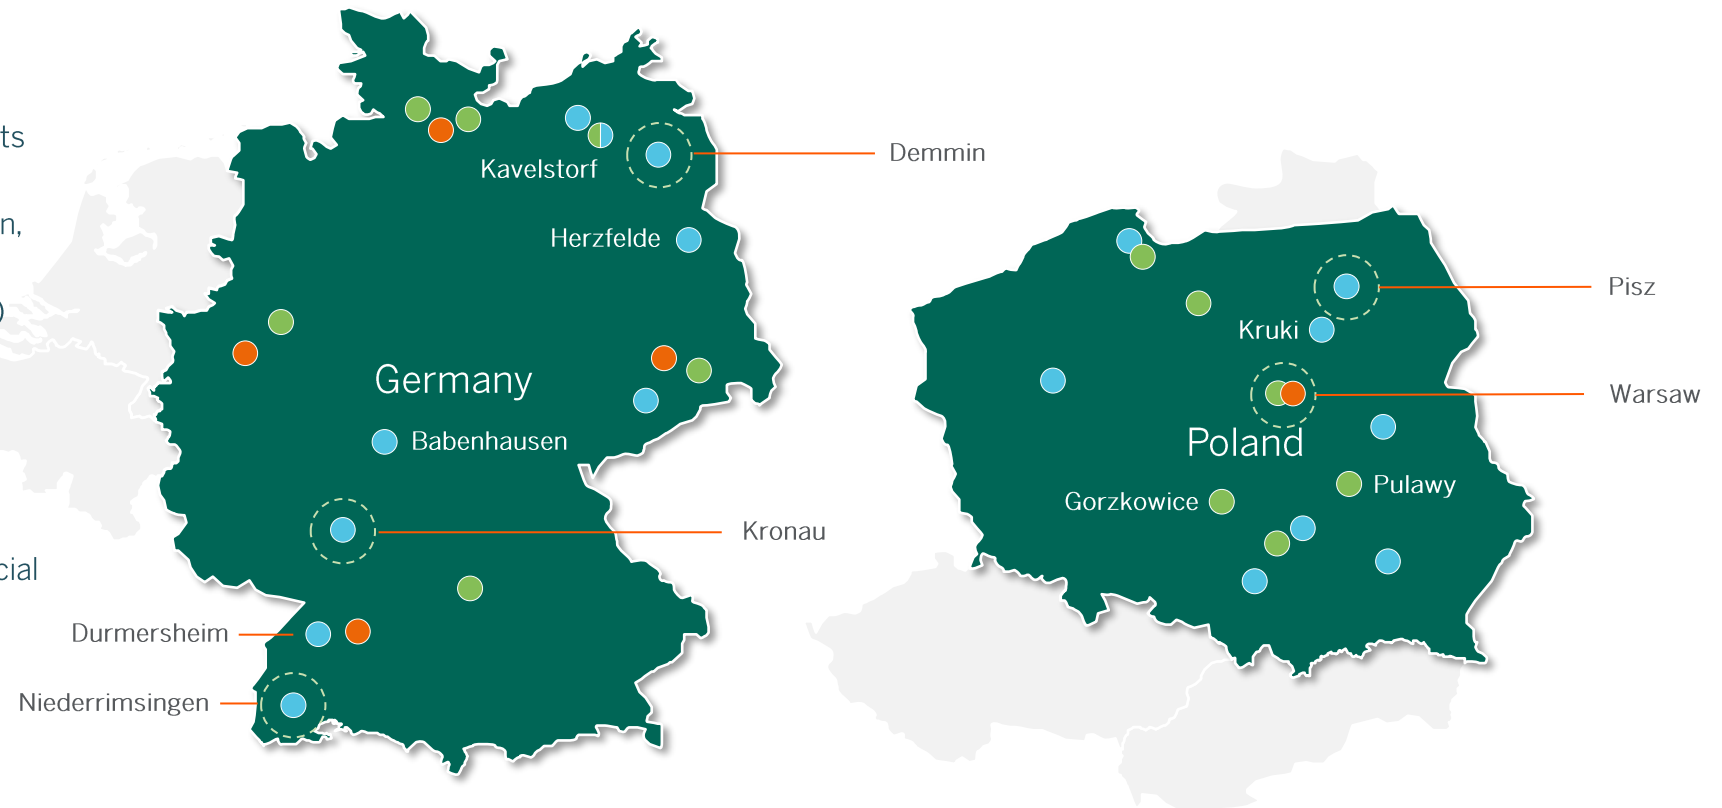 ts
n,
)
cial
Kavelstorf
Demmin
Herzfelde
Germany
Babenhausen
Kronau
Durmersheim
Niederrimsingen
Pisz
Kruki
Warsaw
Poland
Pulawy
Gorzkowice